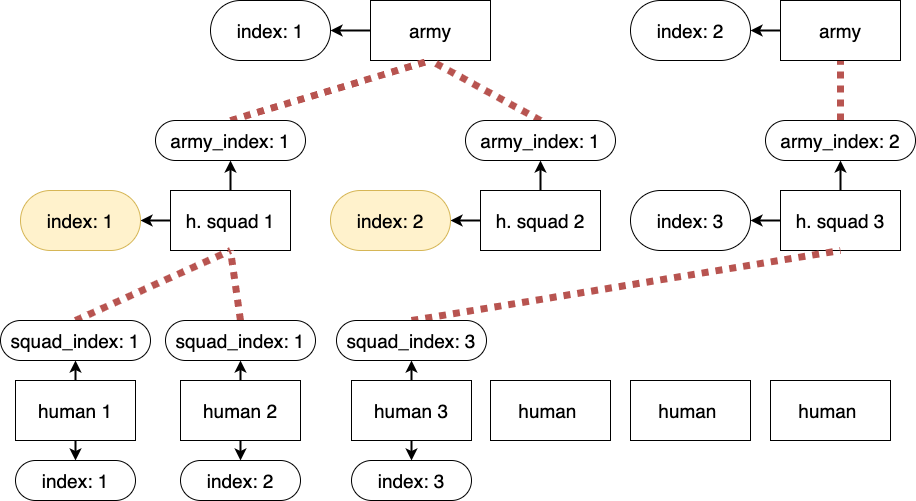 index: 1
army
index: 2
army
army_index: 1
army_index: 1
army_index: 2
index: 1
h. squad 1
index: 2
h. squad 2
index: 3
h. squad 3
squad_index: 1
squad_index: 1
squad_index: 3
human 1
human 2
human 3
human
human
human
index: 1
index: 2
index: 3